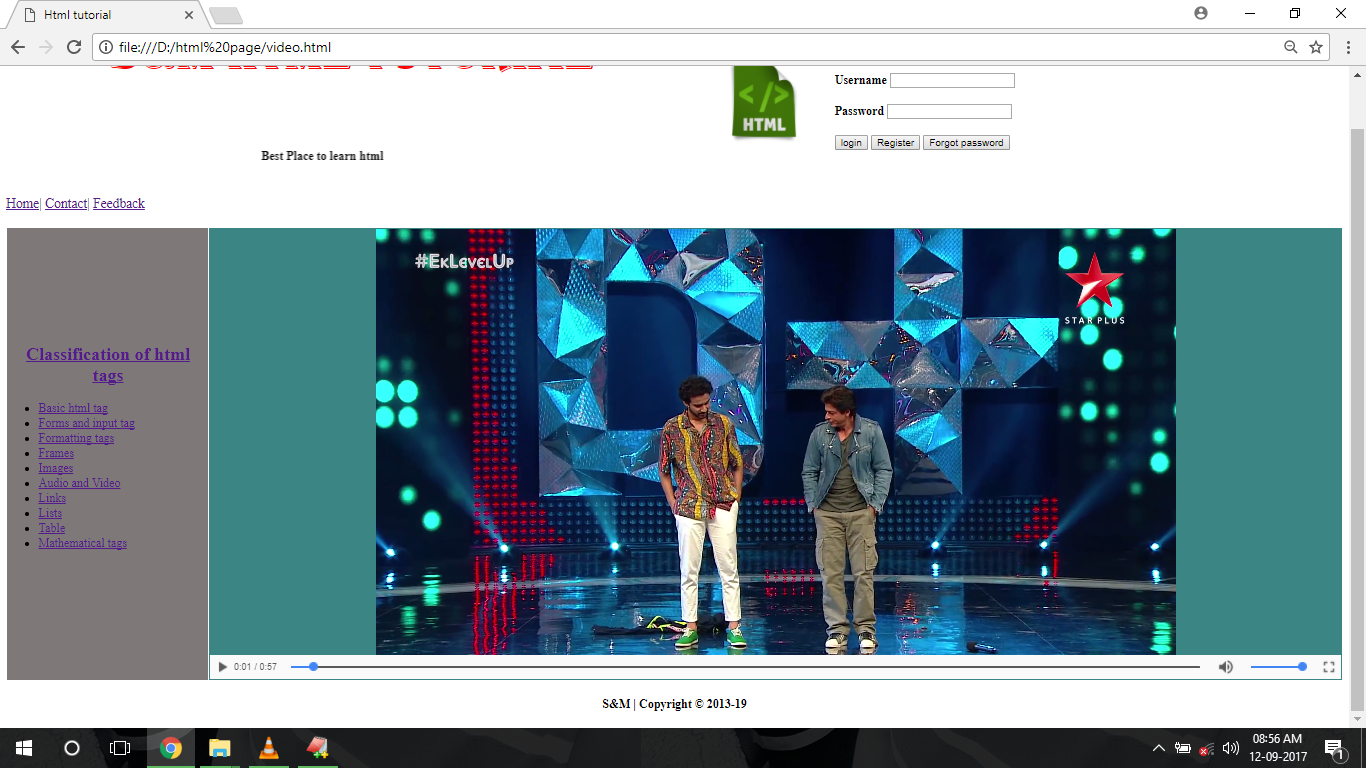 Html tutorial
file:///D:/html%20page/video.html
HTML
Username
Password
login Register Forgot password
Best Place to learn html
Home| Contact| Feedback
Classification of html
tags
Basic html tag
Forms and input tag
Formatting tags
Frames
Images
Audio and Video
Links
Lists
Table
Mathematical tags
#EkLevelUp
D+
STAR PLUS
0:01 / 0:57
S&M | Copyright © 2013-19
08:56 AM
12-09-2017
1